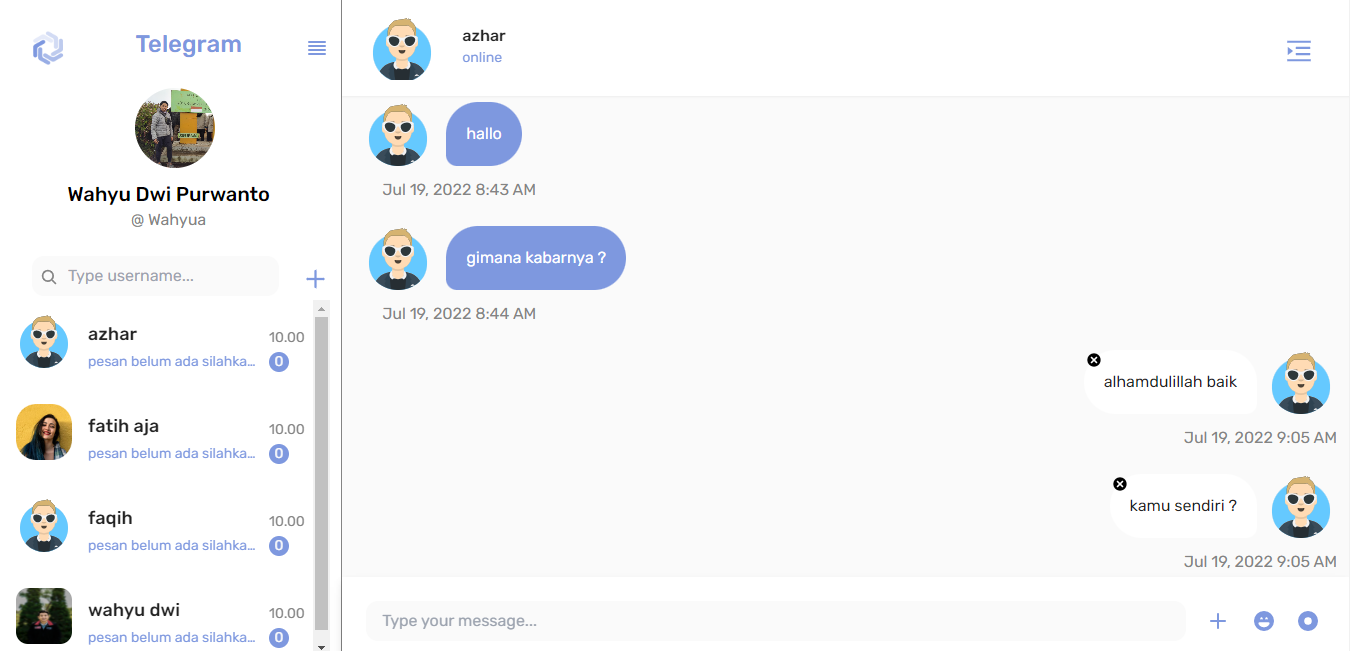 Telegram
Wahyu Dwi Purwanto
@ Wahyua
Type username...
azhar
10.00
pesan belum ada silahka...
0
fatih aja
10.00
pesan belum ada silahka...
0
faqih
10.00
pesan belum ada silahka...
0
wahyu dwi
10.00
pesan belum ada silahka...
0
azhar
online
hallo
Jul 19, 2022 8:43 AM
gimana kabarnya ?
Jul 19, 2022 8:44 AM
alhamdulillah baik
Jul 19, 2022 9:05 AM
kamu sendiri ?
Jul 19, 2022 9:05 AM
Type your message...